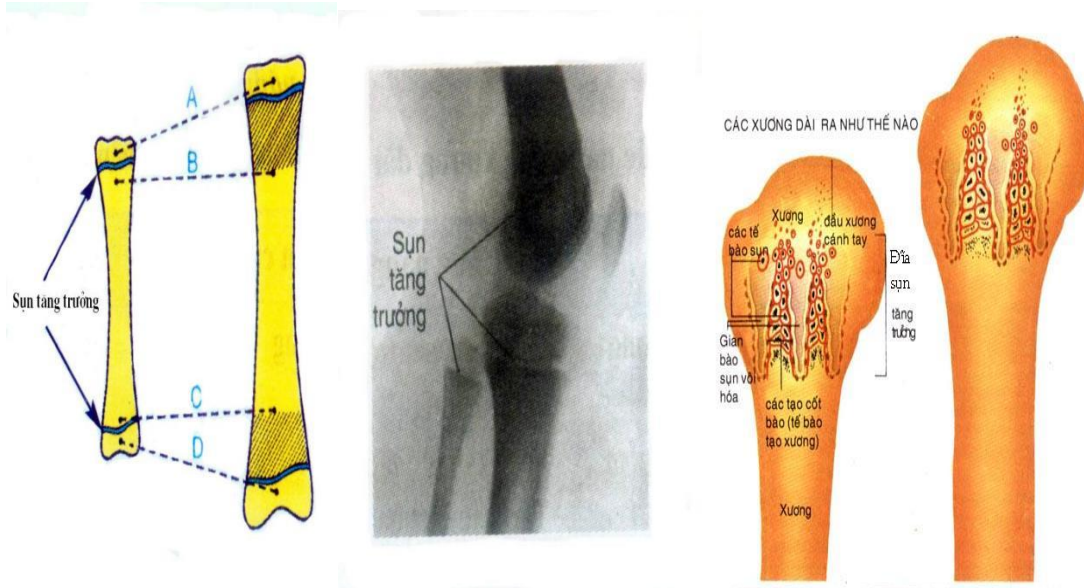 A
B
C
D
Sụn tăng trưởng
Sụn
tăng
trưởng
CÁC XƯƠNG DÀI RA NHƯ THẾ NÀO
Xương
đầu xương
cánh tay
các tế
bào sụn
Đĩa
sụn
tăng
trưởng
Gian
bào
sụn vôi
hóa
các tạo cốt
bào (tế bào
tạo xương)
Xương